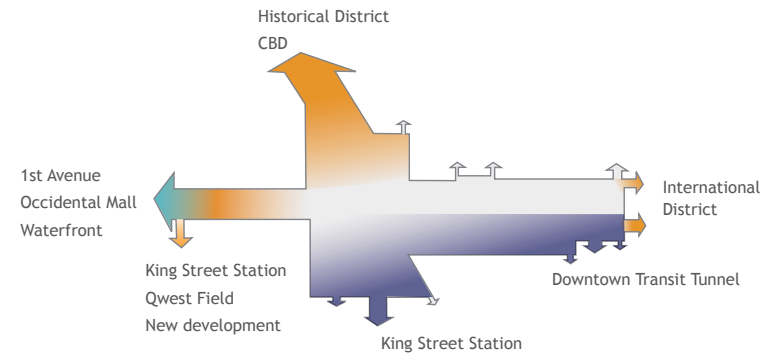 Historical District
CBD
1st Avenue
Occidental Mall
Waterfront
International
District
King Street Station
Qwest Field
New development
Downtown Transit Tunnel
King Street Station